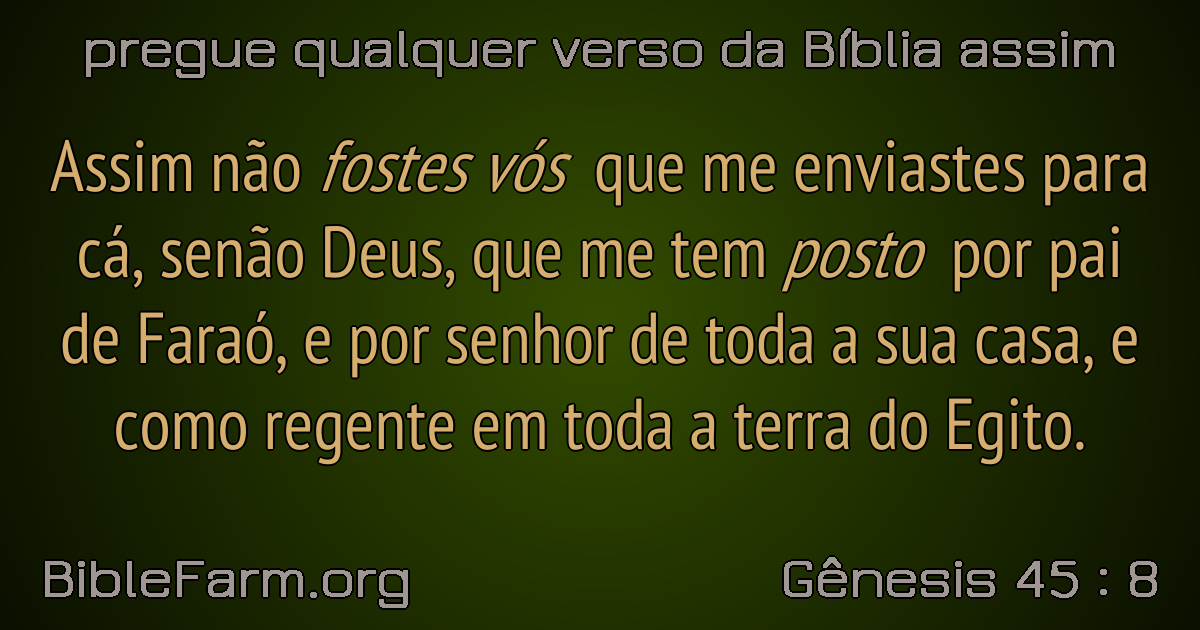 pregue qualquer verso da Bíblia assim
Assim não fostes vós que me enviastes para
cá, senão Deus, que me tem posto por pai
de Faraó, e por senhor de toda a sua casa, e
como regente em toda a terra do Egito.
BibleFarm.org
Gênesis 45 : 8